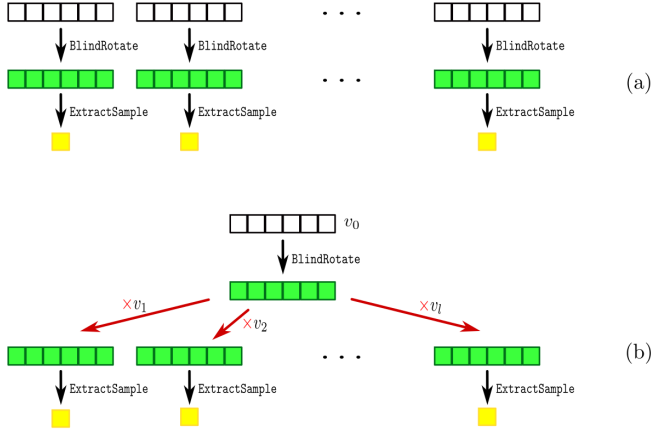 . . .
BlindRotate BlindRotate BlindRotate
. . .
(a)
ExtractSample ExtractSample ExtractSample
v₀
BlindRotate
×v₁ ×v₂ ×vₗ
. . .
(b)
ExtractSample ExtractSample ExtractSample